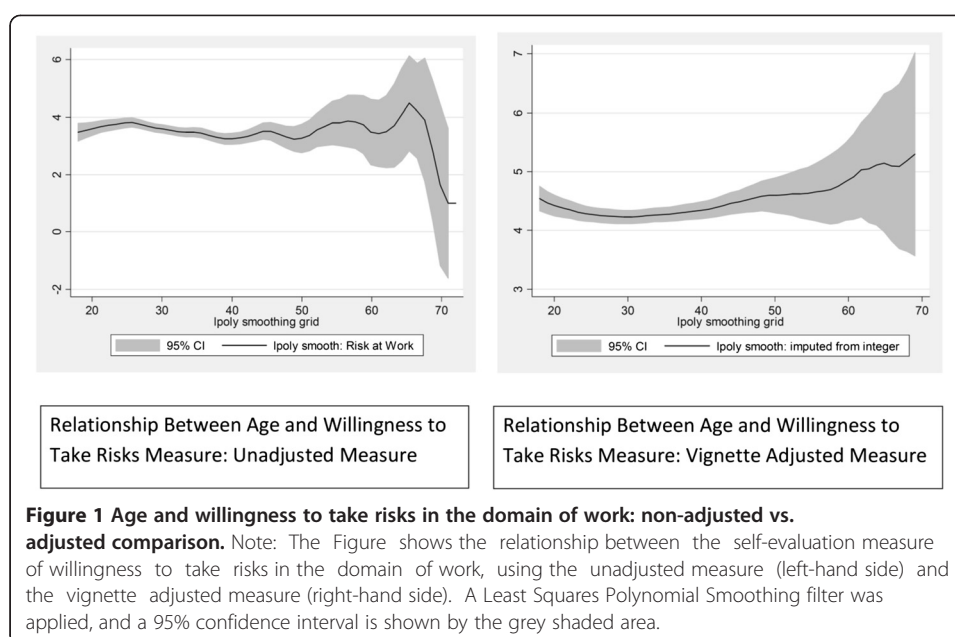 6
4
2
0
-2
20 30 40 50 60 70
lpoly smoothing grid
95% CI lpoly smooth: Risk at Work
7
6
5
4
3
20 30 40 50 60 70
lpoly smoothing grid
95% CI lpoly smooth: imputed from integer
Relationship Between Age and Willingness to
Take Risks Measure: Unadjusted Measure
Relationship Between Age and Willingness to
Take Risks Measure: Vignette Adjusted Measure
Figure 1 Age and willingness to take risks in the domain of work: non-adjusted vs.
adjusted comparison. Note: The Figure shows the relationship between the self-evaluation measure
of willingness to take risks in the domain of work, using the unadjusted measure (left-hand side) and
the vignette adjusted measure (right-hand side). A Least Squares Polynomial Smoothing filter was
applied, and a 95% confidence interval is shown by the grey shaded area.